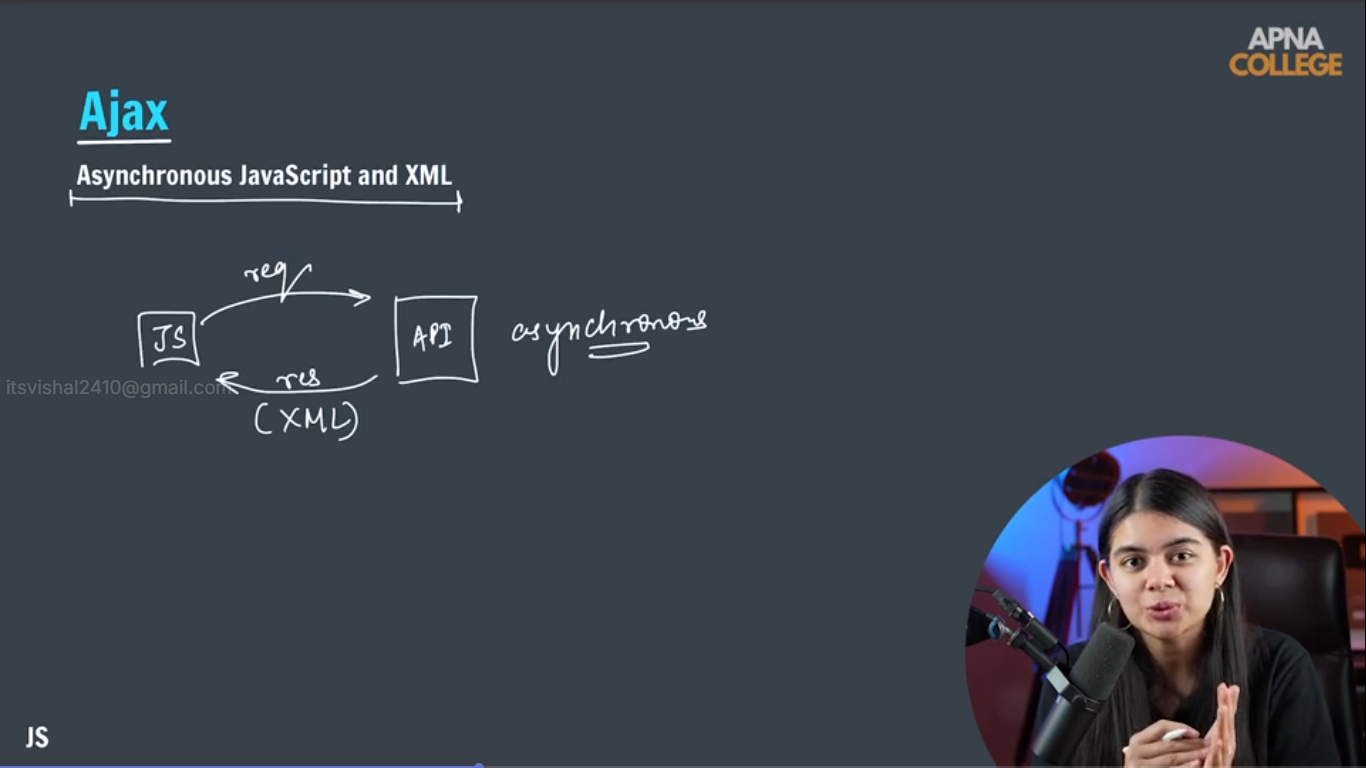 APNA
COLLEGE
Ajax
Asynchronous JavaScript and XML
req
JS
API
asynchronous
itsvishal2410@gmail.com
res
(XML)
JS